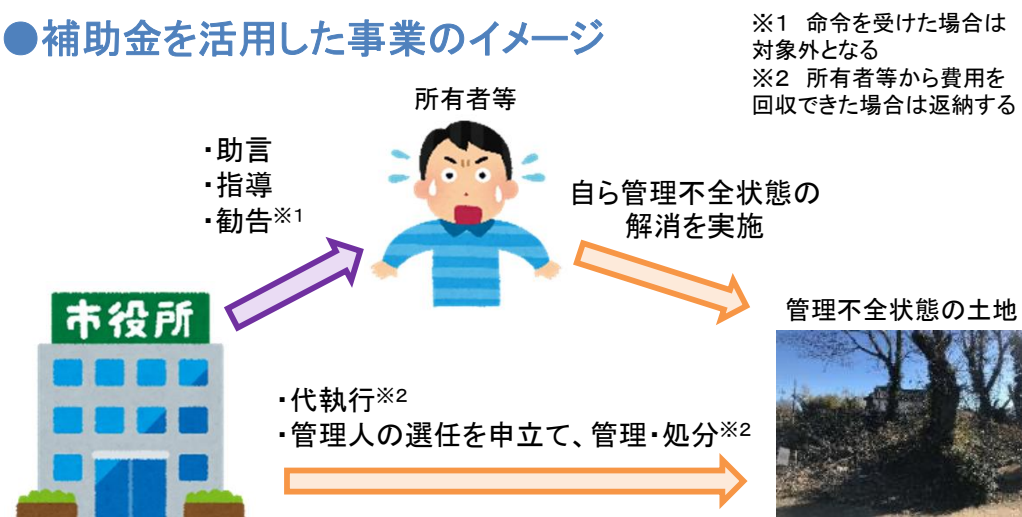 ●補助金を活用した事業のイメージ
※1 命令を受けた場合は
対象外となる
※2 所有者等から費用を
回収できた場合は返納する
所有者等
・助言
・指導
・勧告※1
自ら管理不全状態の
解消を実施
市役所
管理不全状態の土地
・代執行※2
・管理人の選任を申立て、管理・処分※2